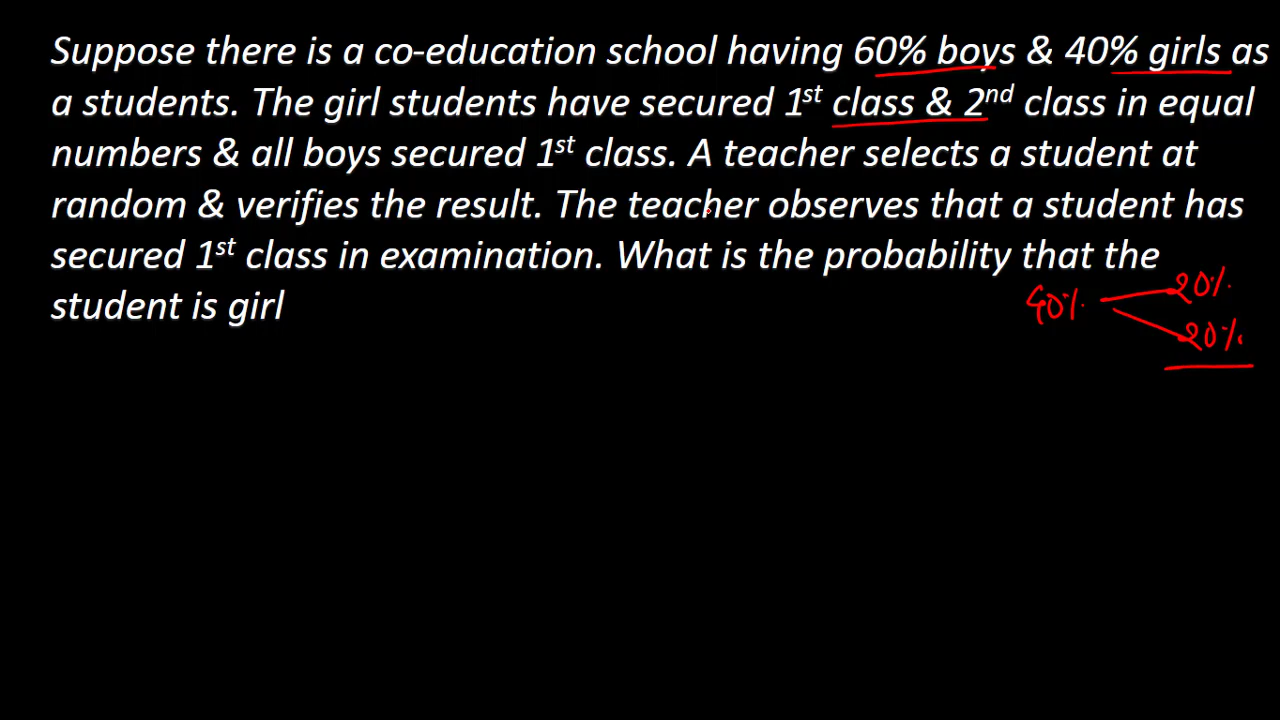 Suppose there is a co-education school having 60% boys & 40% girls as
a students. The girl students have secured 1st class & 2nd class in equal
numbers & all boys secured 1st class. A teacher selects a student at
random & verifies the result. The teacher observes that a student has
secured 1st class in examination. What is the probability that the
student is girl
40% 20%
20%